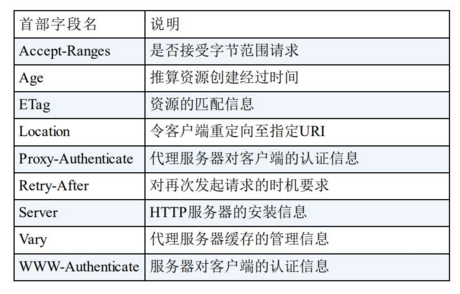 首部字段名 说明
Accept-Ranges 是否接受字节范围请求
Age 推算资源创建经过时间
ETag 资源的匹配信息
Location 令客户端重定向至指定URI
Proxy-Authenticate 代理服务器对客户端的认证信息
Retry-After 对再次发起请求的时机要求
Server HTTP服务器的安装信息
Vary 代理服务器缓存的管理信息
WWW-Authenticate 服务器对客户端的认证信息